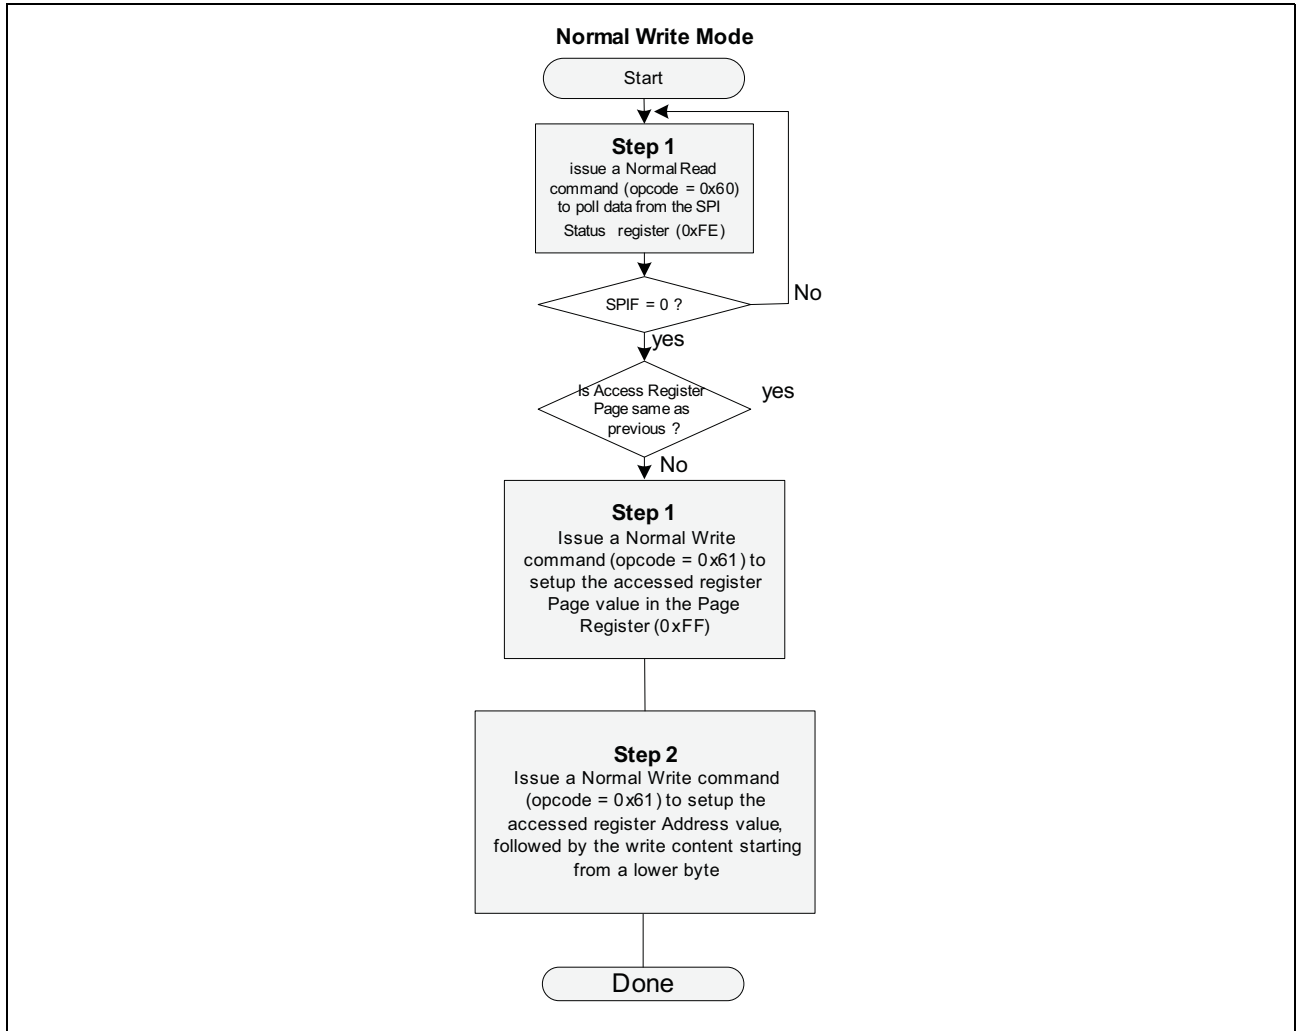 Normal Write Mode
Start
Step 1
issue a Normal Read
command (opcode = 0x60)
to poll data from the SPI
Status register (0xFE)
SPIF = 0 ?
No
yes
Is Access Register
Page same as
previous ?
yes
No
Step 1
Issue a Normal Write
command (opcode = 0x61) to
setup the accessed register
Page value in the Page
Register (0xFF)
Step 2
Issue a Normal Write command
(opcode = 0x61) to setup the
accessed register Address value,
followed by the write content starting
from a lower byte
Done